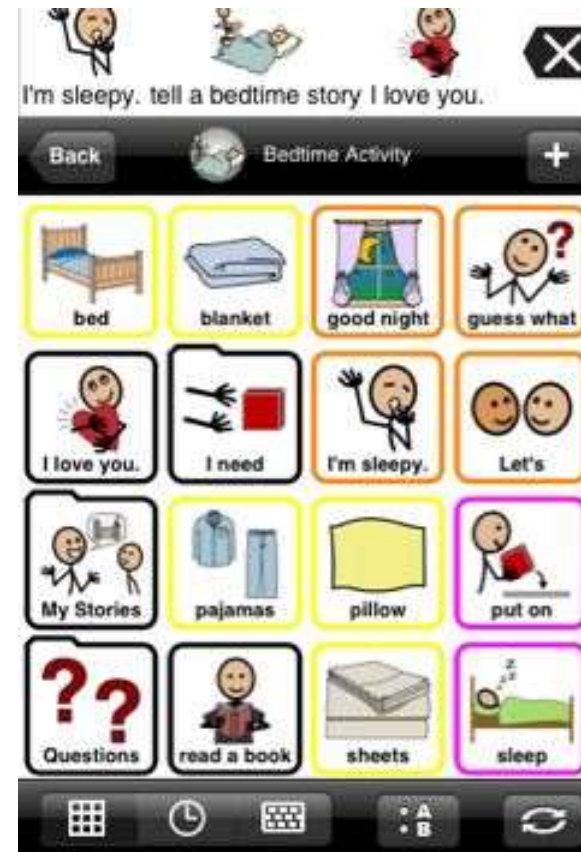 I'm sleepy. tell a bedtime story I love you.
Back Bedtime Activity +
bed blanket good night guess what
I love you. I need I'm sleepy. Let's
My Stories pajamas pillow put on
Questions read a book sheets sleep
A
B